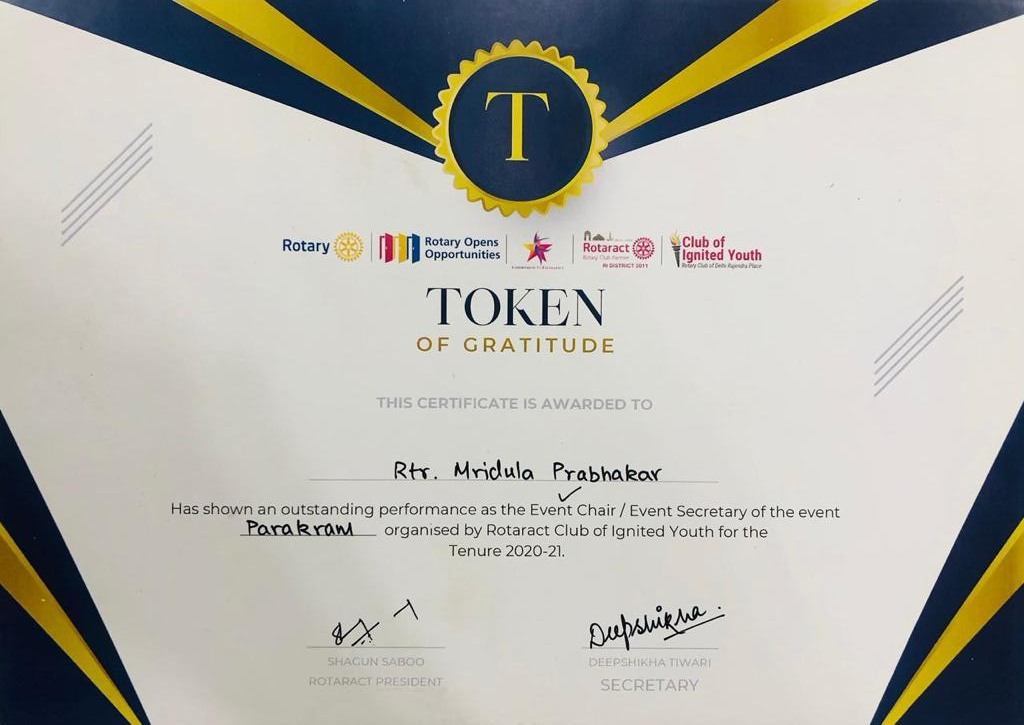 T
Rotary
Rotary Opens
Opportunities
Rotaract
Rotary Club Partner
RI DISTRICT 3011
Club of
Ignited Youth
Rotary Club of Delhi Rajendra Place
TOKEN
OF GRATITUDE
THIS CERTIFICATE IS AWARDED TO
Rtr. Mridula Prabhakar
Has shown an outstanding performance as the Event Chair / Event Secretary of the event
Parakram organised by Rotaract Club of Ignited Youth for the
Tenure 2020-21.
Deepshikha.
SHAGUN SABOO
ROTARACT PRESIDENT
DEEPSHIKHA TIWARI
SECRETARY